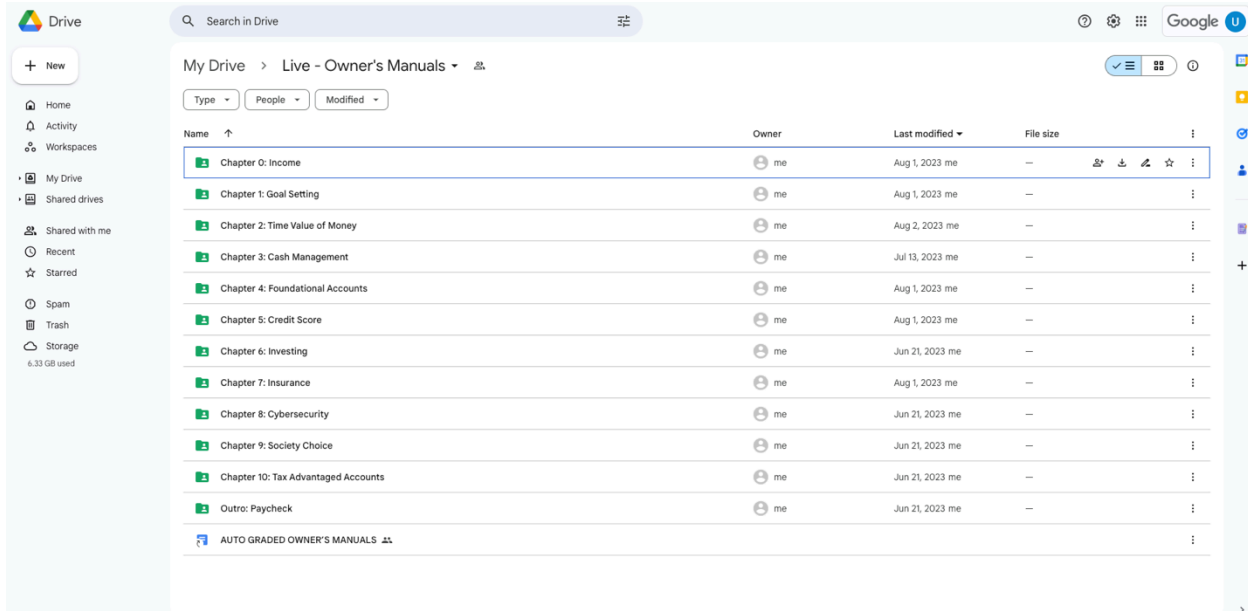 Drive
Search in Drive
Google
U
New
My Drive > Live - Owner's Manuals
Type People Modified
Home
Activity
Workspaces
My Drive
Shared drives
Shared with me
Recent
Starred
Spam
Trash
Storage
6.33 GB used
Name Owner Last modified File size
Chapter 0: Income me Aug 1, 2023 me —
Chapter 1: Goal Setting me Aug 1, 2023 me —
Chapter 2: Time Value of Money me Aug 2, 2023 me —
Chapter 3: Cash Management me Jul 13, 2023 me —
Chapter 4: Foundational Accounts me Aug 1, 2023 me —
Chapter 5: Credit Score me Aug 1, 2023 me —
Chapter 6: Investing me Jun 21, 2023 me —
Chapter 7: Insurance me Aug 1, 2023 me —
Chapter 8: Cybersecurity me Jun 21, 2023 me —
Chapter 9: Society Choice me Jun 21, 2023 me —
Chapter 10: Tax Advantaged Accounts me Jun 21, 2023 me —
Outro: Paycheck me Jun 21, 2023 me —
AUTO GRADED OWNER'S MANUALS